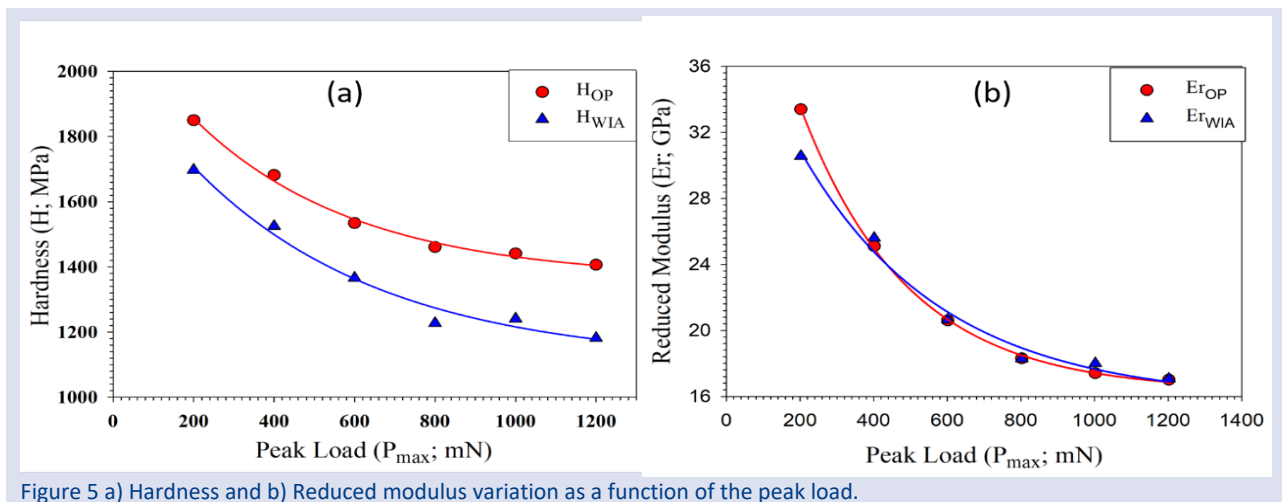 (a)
H_OP
H_WIA
Hardness (H; MPa)
2000
1800
1600
1400
1200
1000
0 200 400 600 800 1000 1200
Peak Load (P_max; mN)
(b)
Er_OP
Er_WIA
Reduced Modulus (Er; GPa)
36
32
28
24
20
16
0 200 400 600 800 1000 1200 1400
Peak Load (P_max; mN)
Figure 5 a) Hardness and b) Reduced modulus variation as a function of the peak load.